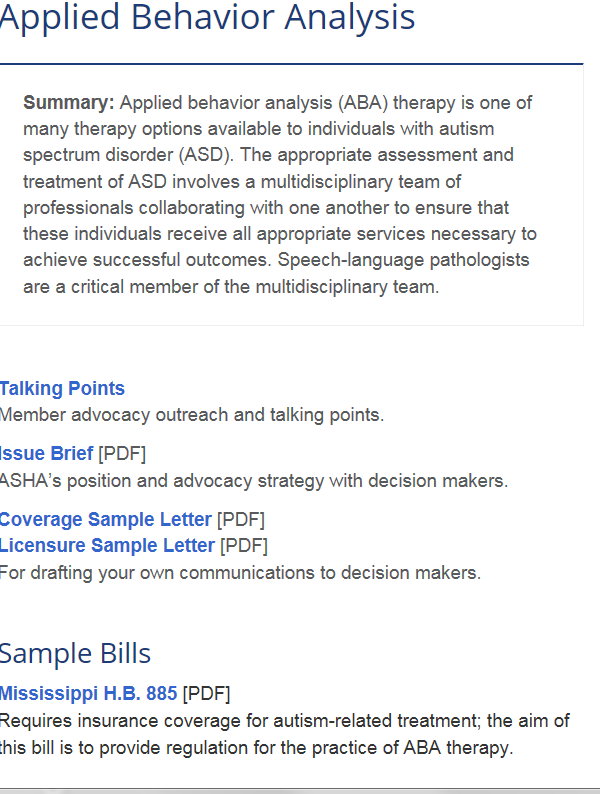 Applied Behavior Analysis
Summary: Applied behavior analysis (ABA) therapy is one of
many therapy options available to individuals with autism
spectrum disorder (ASD). The appropriate assessment and
treatment of ASD involves a multidisciplinary team of
professionals collaborating with one another to ensure that
these individuals receive all appropriate services necessary to
achieve successful outcomes. Speech-language pathologists
are a critical member of the multidisciplinary team.
Talking Points
Member advocacy outreach and talking points.
Issue Brief [PDF]
ASHA’s position and advocacy strategy with decision makers.
Coverage Sample Letter [PDF]
Licensure Sample Letter [PDF]
For drafting your own communications to decision makers.
Sample Bills
Mississippi H.B. 885 [PDF]
Requires insurance coverage for autism-related treatment; the aim of
this bill is to provide regulation for the practice of ABA therapy.